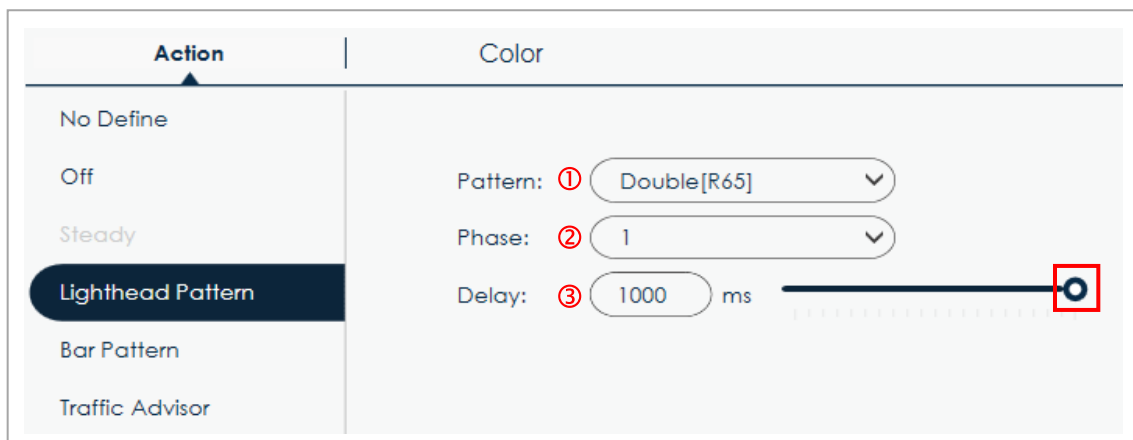 Action | Color
No Define
Off
Pattern: ① Double[R65]
Steady
Phase: ② 1
Lighthead Pattern
Delay: ③ 1000 ms
Bar Pattern
Traffic Advisor